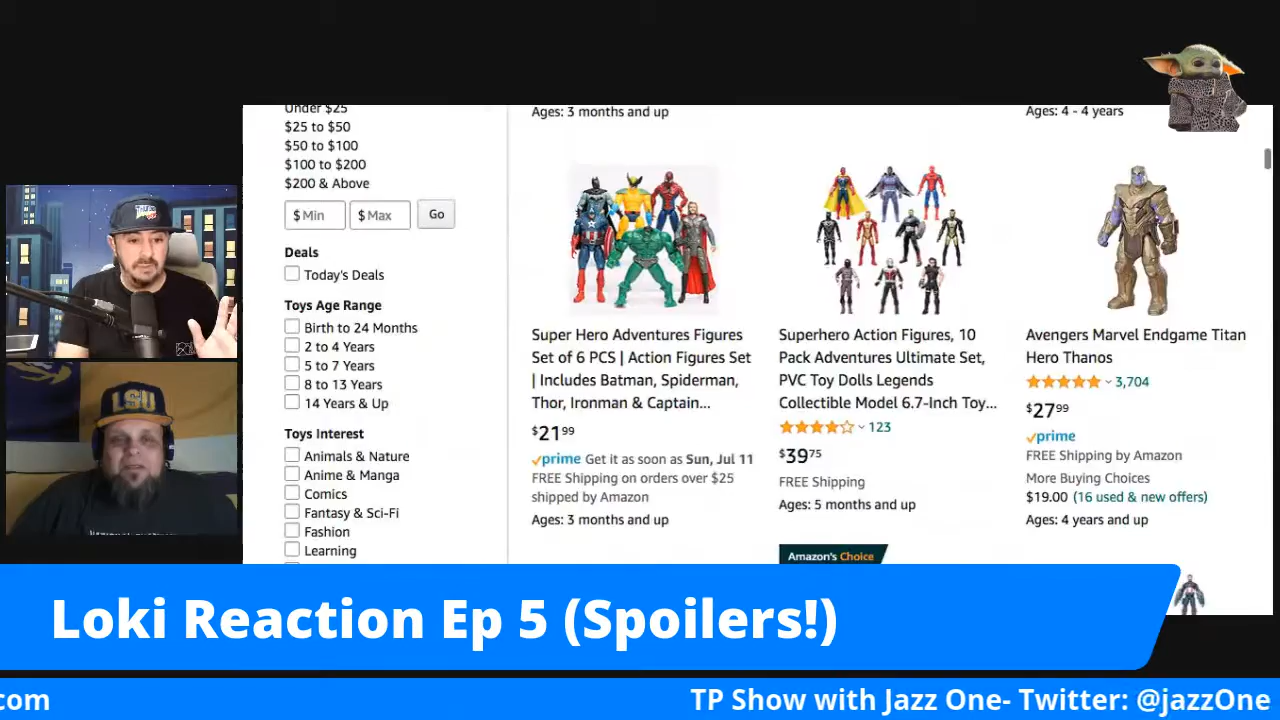 Under $25
$25 to $50
$50 to $100
$100 to $200
$200 & Above
$ Min
$ Max
Go
Deals
Today's Deals
Toys Age Range
Birth to 24 Months
2 to 4 Years
5 to 7 Years
8 to 13 Years
14 Years & Up
Toys Interest
Animals & Nature
Anime & Manga
Comics
Fantasy & Sci-Fi
Fashion
Learning
Ages: 3 months and up
Super Hero Adventures Figures
Set of 6 PCS | Action Figures Set
| Includes Batman, Spiderman,
Thor, Ironman & Captain...
$21 99
prime Get it as soon as Sun, Jul 11
FREE Shipping on orders over $25
shipped by Amazon
Ages: 3 months and up
Superhero Action Figures, 10
Pack Adventures Ultimate Set,
PVC Toy Dolls Legends
Collectible Model 6.7-Inch Toy...
123
$39 75
FREE Shipping
Ages: 5 months and up
Amazon's Choice
Ages: 4 - 4 years
Avengers Marvel Endgame Titan
Hero Thanos
3,704
$27 99
prime
FREE Shipping by Amazon
More Buying Choices
$19.00 (16 used & new offers)
Ages: 4 years and up
LSU
Loki Reaction Ep 5 (Spoilers!)
.com
TP Show with Jazz One- Twitter: @jazzOne